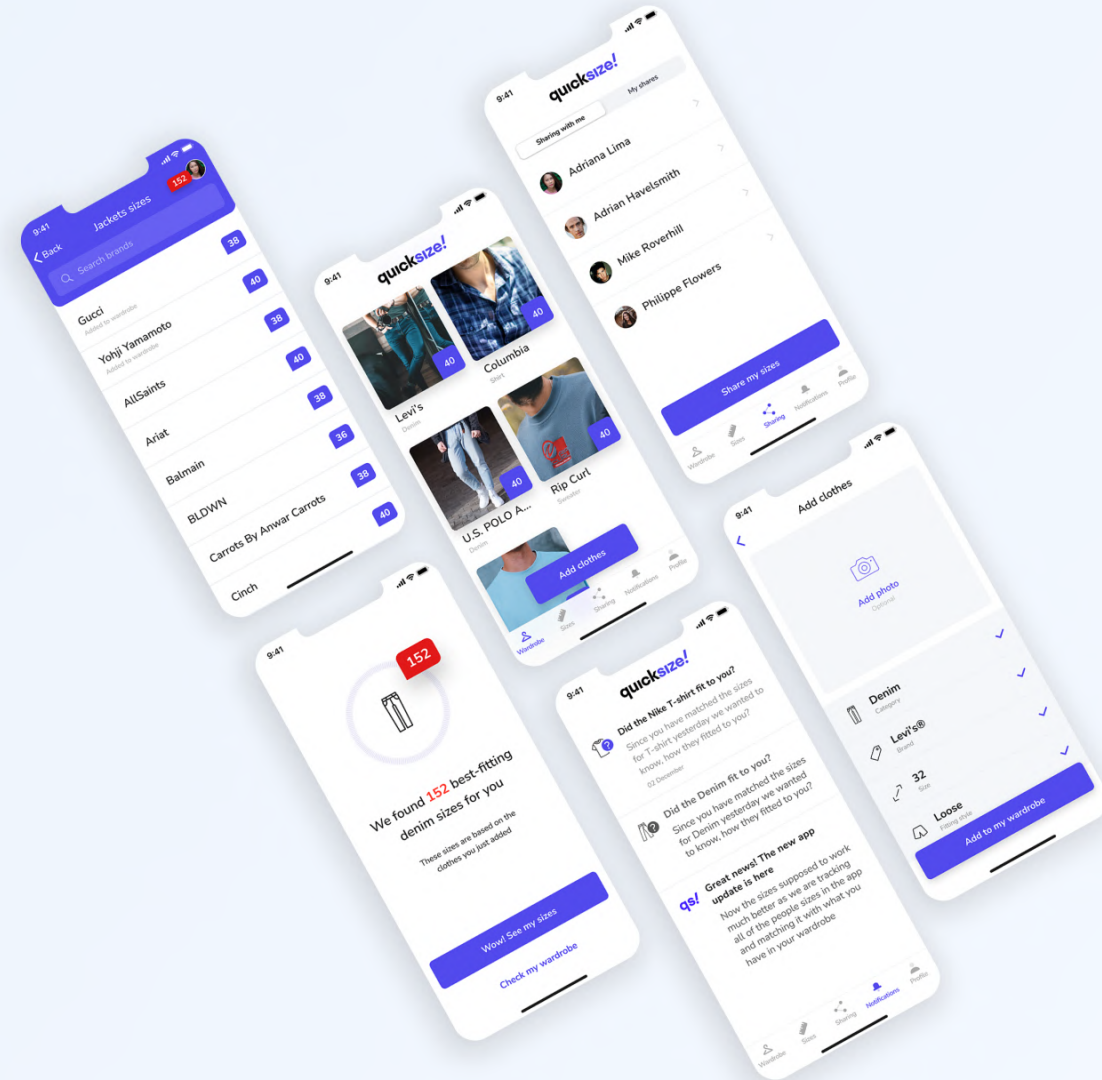 9:41
Back
Jackets sizes
152
Search brands
Gucci
Added to wardrobe
38
Yohji Yamamoto
Added to wardrobe
40
AllSaints
38
Ariat
40
Balmain
38
BLDWN
36
Carrots By Anwar Carrots
38
Cinch
40
9:41
quicksize!
40
Levi's
Denim
40
Columbia
Shirt
40
U.S. POLO A...
Denim
40
Rip Curl
Sweater
Add clothes
Wardrobe
Sizes
Sharing
Notifications
Profile
9:41
quicksize!
Sharing with me
My shares
Adriana Lima
Adrian Havelsmith
Mike Roverhill
Philippe Flowers
Share my sizes
Wardrobe
Sizes
Sharing
Notifications
Profile
9:41
152
We found 152 best-fitting
denim sizes for you
These sizes are based on the
clothes you just added
Wow! See my sizes
Check my wardrobe
9:41
quicksize!
Did the Nike T-shirt fit to you?
Since you have matched the sizes
for T-shirt yesterday we wanted to
know, how they fitted to you?
02 December
Did the Denim fit to you?
Since you have matched the sizes
for Denim yesterday we wanted
to know, how they fitted to you?
qs!
Great news! The new app
update is here
Now the sizes supposed to work
much better as we are tracking
all of the people sizes in the app
and matching it with what you
have in your wardrobe
Wardrobe
Sizes
Sharing
Notifications
Profile
9:41
Add clothes
Add photo
Optional
Denim
Category
Levi's®
Brand
32
Size
Loose
Fitting style
Add to my wardrobe